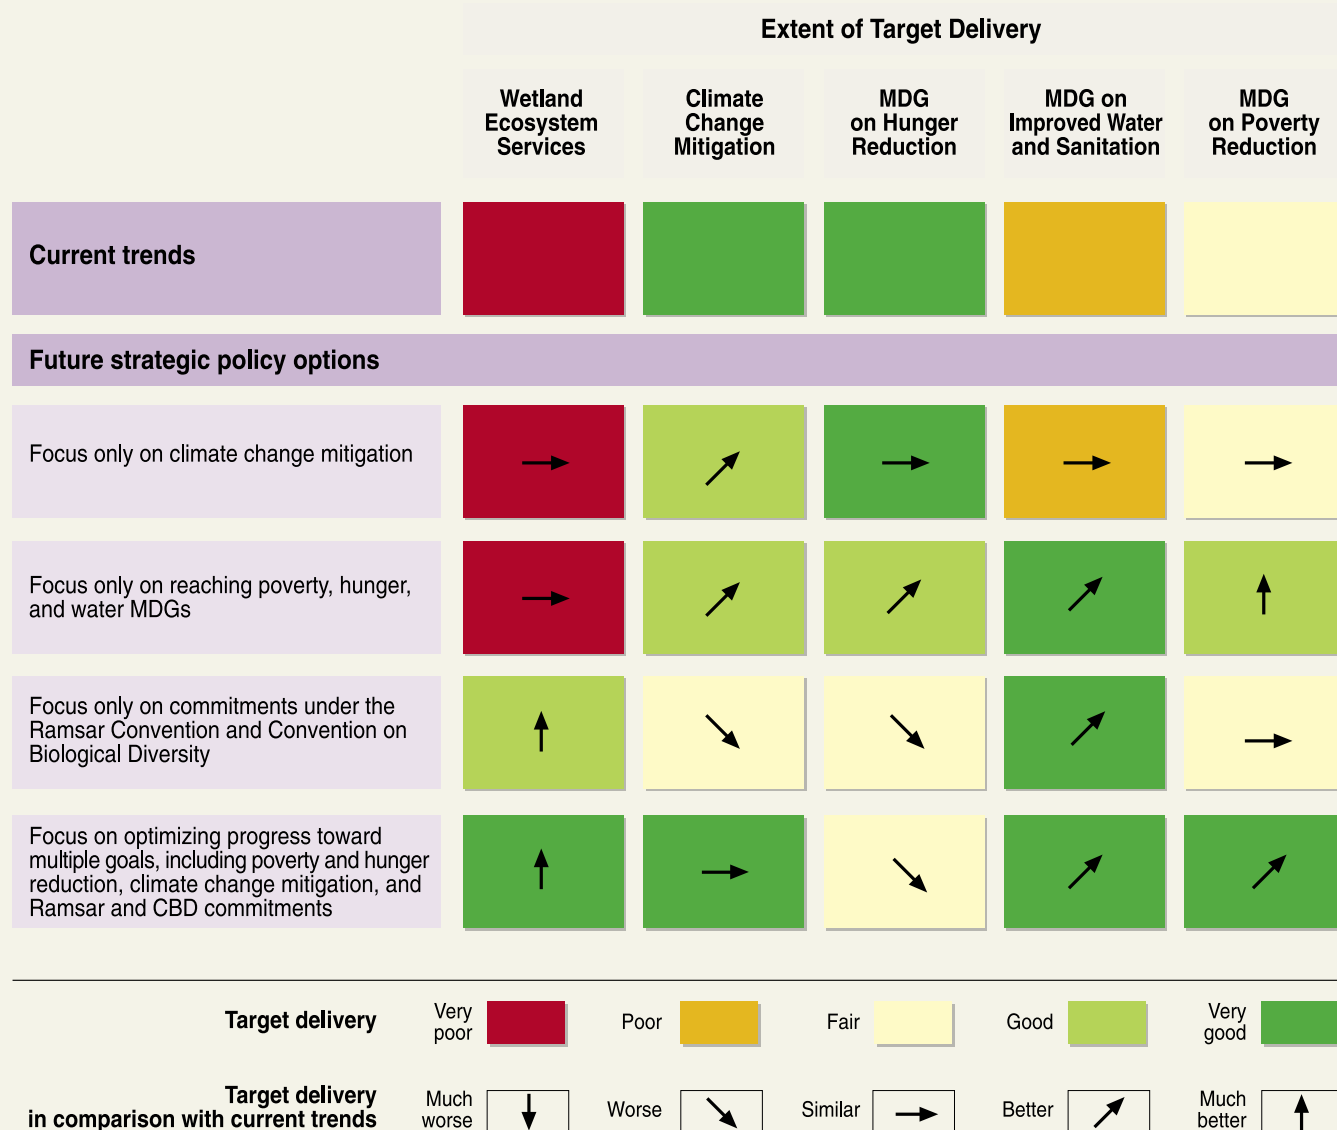 Extent of Target Delivery
Wetland
Ecosystem
Services
Climate
Change
Mitigation
MDG
on Hunger
Reduction
MDG on
Improved Water
and Sanitation
MDG
on Poverty
Reduction
Current trends
Future strategic policy options
Focus only on climate change mitigation
Focus only on reaching poverty, hunger,
and water MDGs
Focus only on commitments under the
Ramsar Convention and Convention on
Biological Diversity
Focus on optimizing progress toward
multiple goals, including poverty and hunger
reduction, climate change mitigation, and
Ramsar and CBD commitments
Target delivery
Very
poor
Poor
Fair
Good
Very
good
Target delivery
in comparison with current trends
Much
worse
Worse
Similar
Better
Much
better